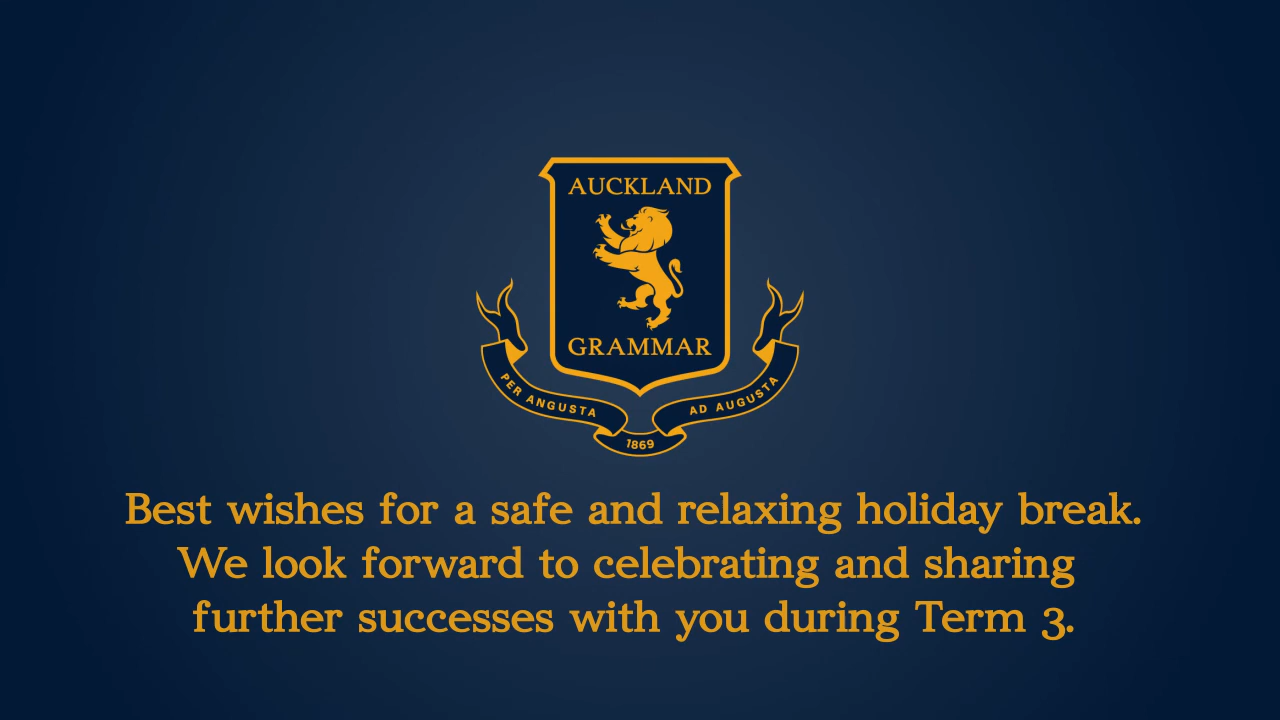 AUCKLAND
GRAMMAR
PER ANGUSTA
AD AUGUSTA
1869
Best wishes for a safe and relaxing holiday break.
We look forward to celebrating and sharing
further successes with you during Term 3.